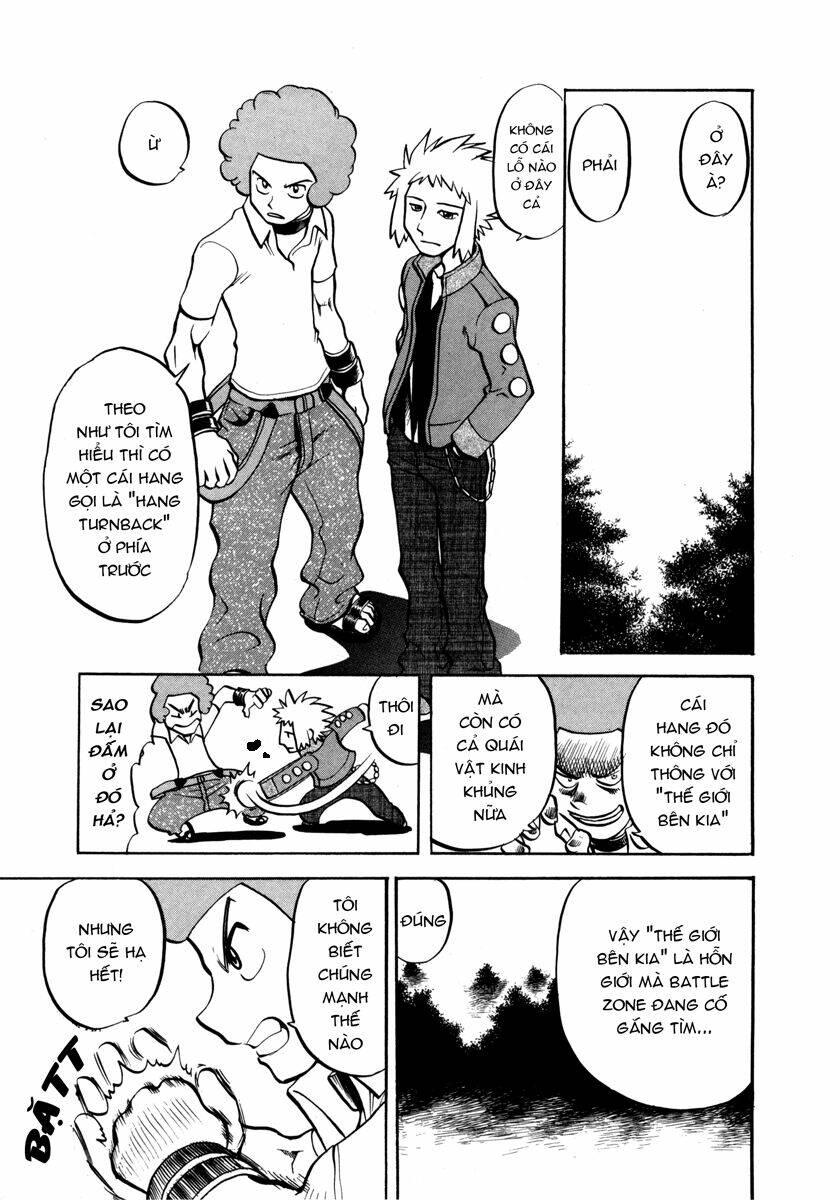 Ở
ĐÂY
À?
PHẢI
KHÔNG
CÓ CÁI
LỖ NÀO
Ở ĐÂY
CẢ
Ừ
THEO
NHƯ TÔI TÌM
HIỂU THÌ CÓ
MỘT CÁI HANG
GỌI LÀ "HANG
TURNBACK"
Ở PHÍA
TRƯỚC
CÁI
HANG ĐÓ
KHÔNG CHỈ
THÔNG VỚI
"THẾ GIỚI
BÊN KIA"
MÀ
CÒN CÓ
CẢ QUÁI
VẬT KINH
KHỦNG
NỮA
THÔI
ĐI
SAO
LẠI
ĐẤM
Ở
ĐÓ
HẢ?
VẬY "THẾ GIỚI
BÊN KIA" LÀ HỖN
GIỚI MÀ BATTLE
ZONE ĐANG CỐ
GẮNG TÌM...
ĐÚNG
TÔI
KHÔNG
BIẾT
CHÚNG
MẠNH
THẾ
NÀO
NHƯNG
TÔI SẼ HẠ
HẾT!
BẶTT